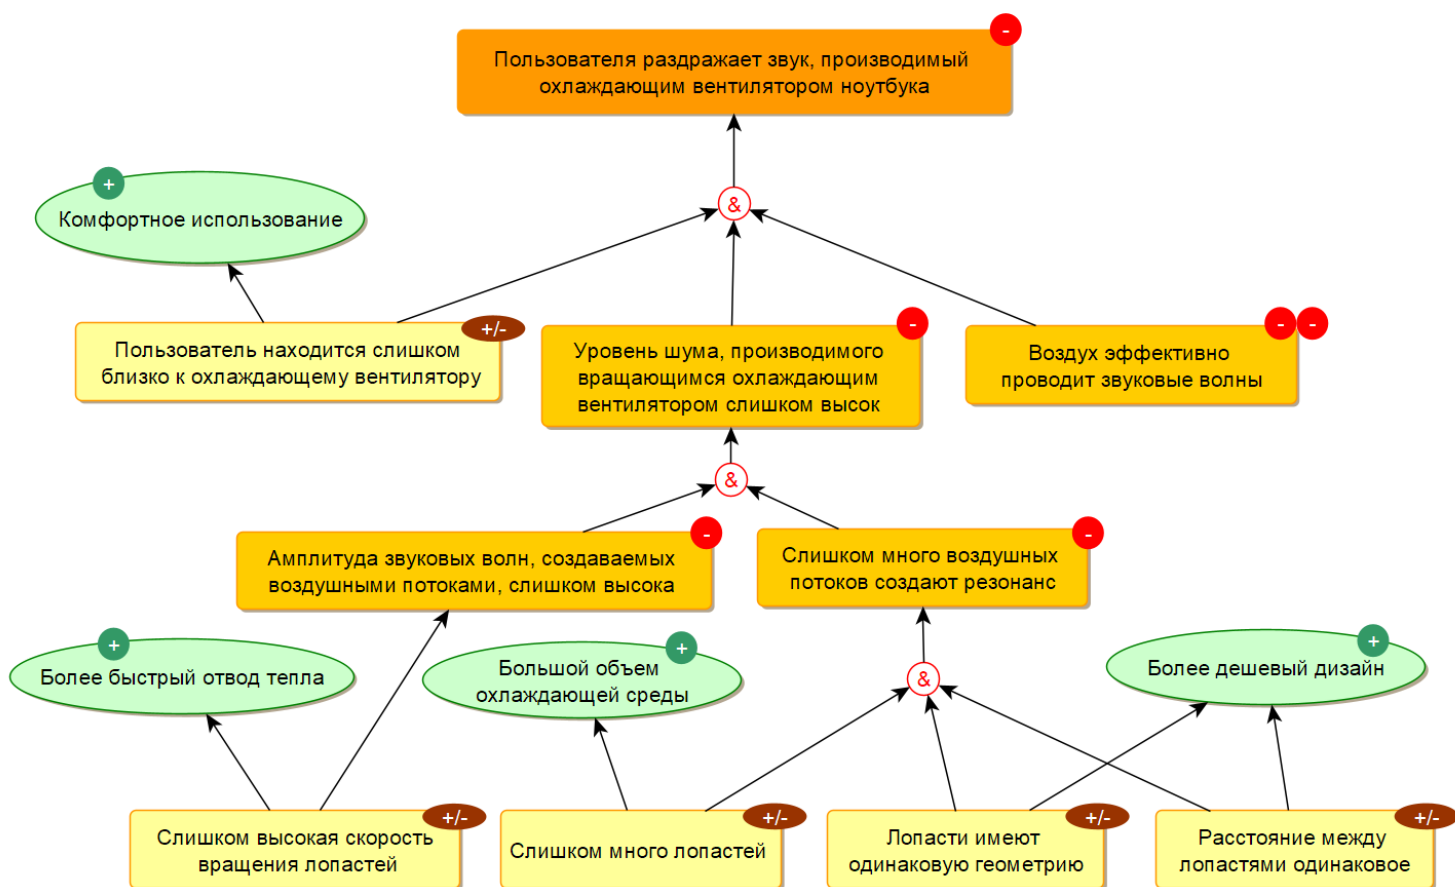 -
Пользователя раздражает звук, производимый
охлаждающим вентилятором ноутбука
+
Комфортное использование
&
+/-
Пользователь находится слишком
близко к охлаждающему вентилятору
-
Уровень шума, производимого
вращающимся охлаждающим
вентилятором слишком высок
- -
Воздух эффективно
проводит звуковые волны
&
-
Амплитуда звуковых волн, создаваемых
воздушными потоками, слишком высока
-
Слишком много воздушных
потоков создают резонанс
+
Более быстрый отвод тепла
+
Большой объем
охлаждающей среды
&
+
Более дешевый дизайн
+/-
Слишком высокая скорость
вращения лопастей
+/-
Слишком много лопастей
+/-
Лопасти имеют
одинаковую геометрию
+/-
Расстояние между
лопастями одинаковое